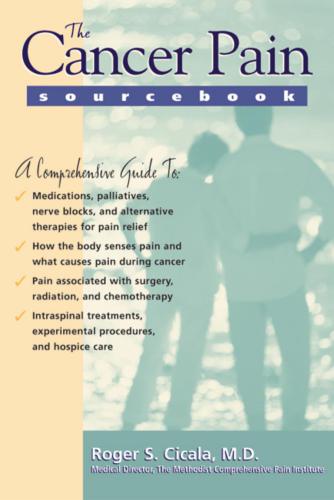 The
Cancer Pain
sourcebook
A Comprehensive Guide To:
✓ Medications, palliatives,
nerve blocks, and alternative
therapies for pain relief
✓ How the body senses pain and
what causes pain during cancer
✓ Pain associated with surgery,
radiation, and chemotherapy
✓ Intraspinal treatments,
experimental procedures,
and hospice care
Roger S. Cicala, M.D.
Medical Director, The Methodist Comprehensive Pain Institute